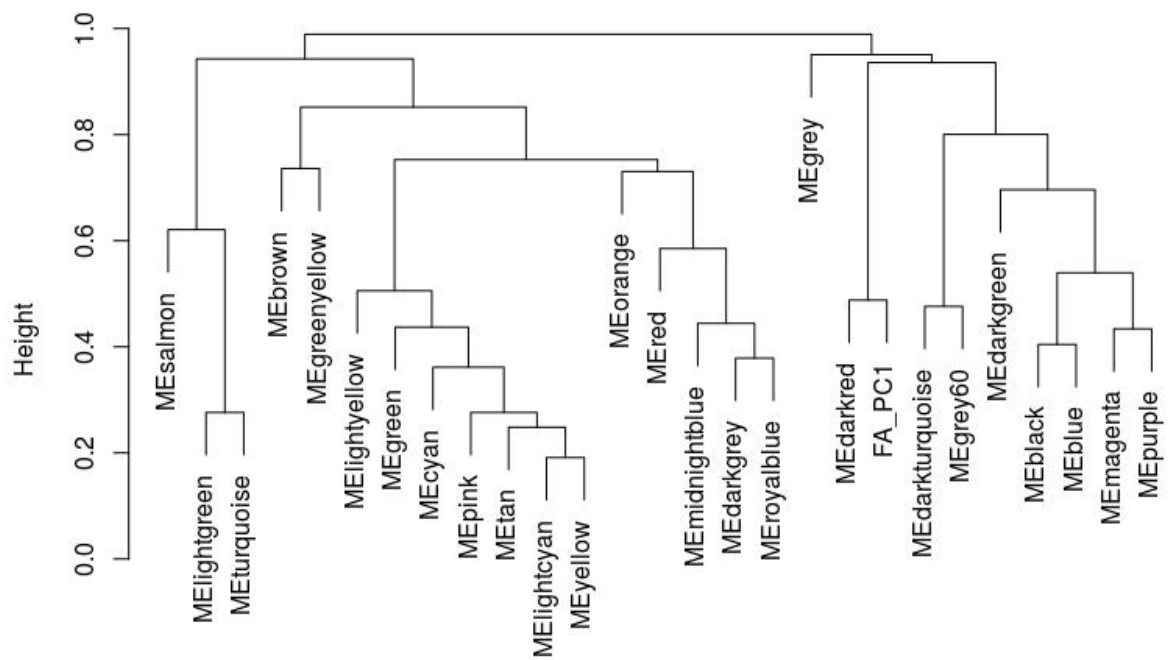 Height
1.0
0.8
0.6
0.4
0.2
0.0
MEsalmon
MElightgreen
MEturquoise
MEbrown
MEgreenyellow
MElightyellow
MEgreen
MEcyan
MEpink
MEtan
MElightcyan
MEyellow
MEorange
MEred
MEmidnightblue
MEdarkgrey
MEroyalblue
MEgrey
MEdarkred
FA_PC1
MEdarkturquoise
MEgrey60
MEdarkgreen
MEblack
MEblue
MEmagenta
MEpurple